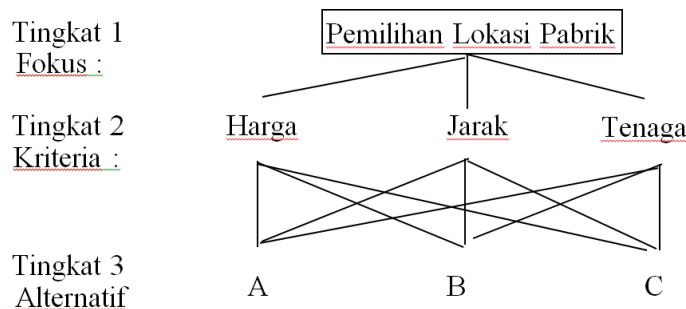 Tingkat 1
Fokus :
Pemilihan Lokasi Pabrik
Tingkat 2
Kriteria :
Harga
Jarak
Tenaga
Tingkat 3
Alternatif
A
B
C